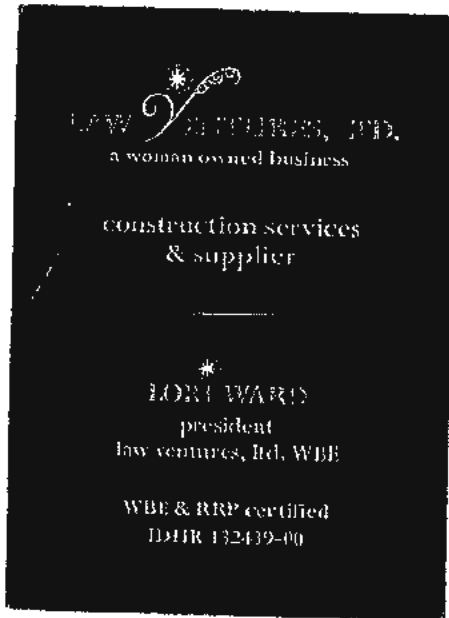 LAW VENTURES, LTD.
a woman owned business
construction services
& supplier
LORI WARD
president
law ventures, ltd. WBE
WBE & RRP certified
IDHR 132439-00